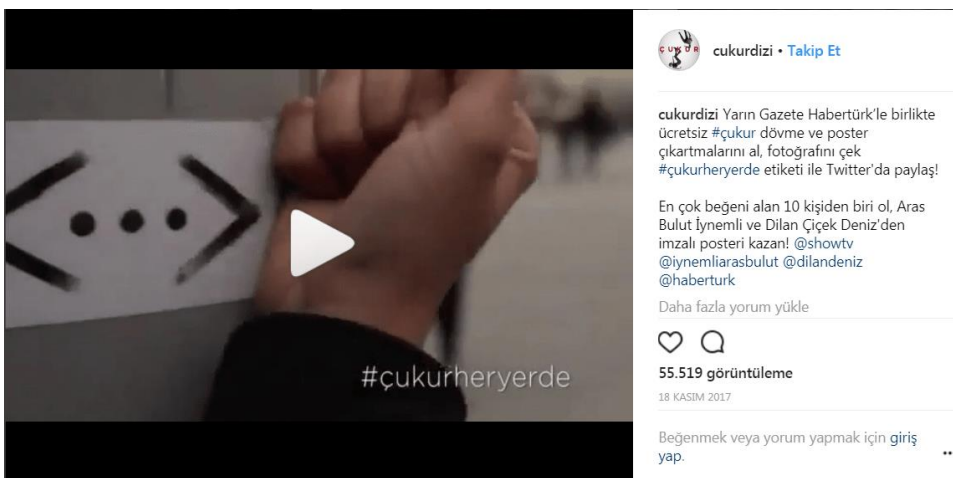 ÇUKUR
cukurdizi • Takip Et
cukurdizi Yarın Gazete Habertürk’le birlikte
ücretsiz #çukur dövme ve poster
çıkartmalarını al, fotoğrafını çek
#çukurheryerde etiketi ile Twitter'da paylaş!
En çok beğeni alan 10 kişiden biri ol, Aras
Bulut İynemli ve Dilan Çiçek Deniz'den
imzalı posteri kazan! @showtv
@iynemliarasbulut @dilandeniz
@haberturk
Daha fazla yorum yükle
55.519 görüntüleme
18 KASIM 2017
Beğenmek veya yorum yapmak için giriş
yap.
#çukurheryerde